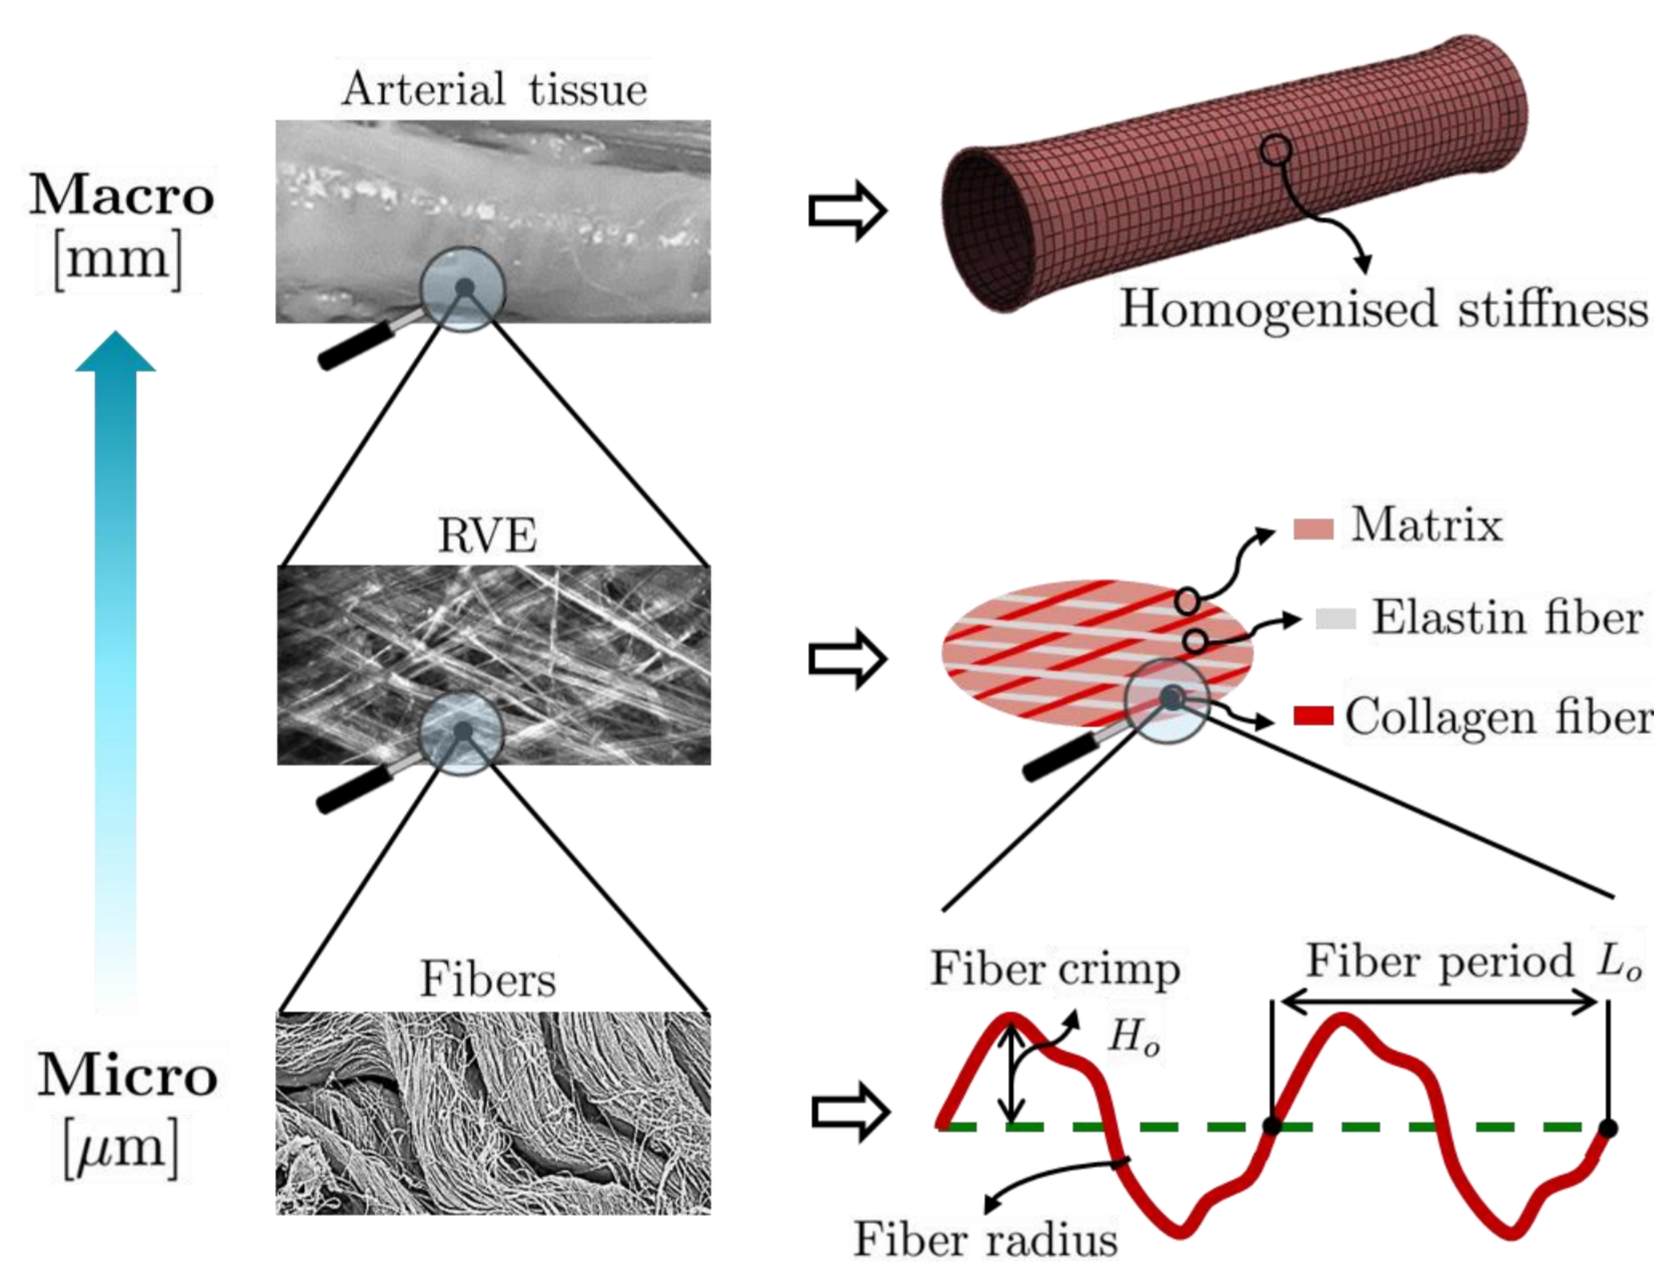 Arterial tissue
Macro
[mm]
Homogenised stiffness
RVE
Matrix
Elastin fiber
Collagen fiber
Fibers
Fiber crimp
H_o
Fiber period L_o
Micro
[μm]
Fiber radius